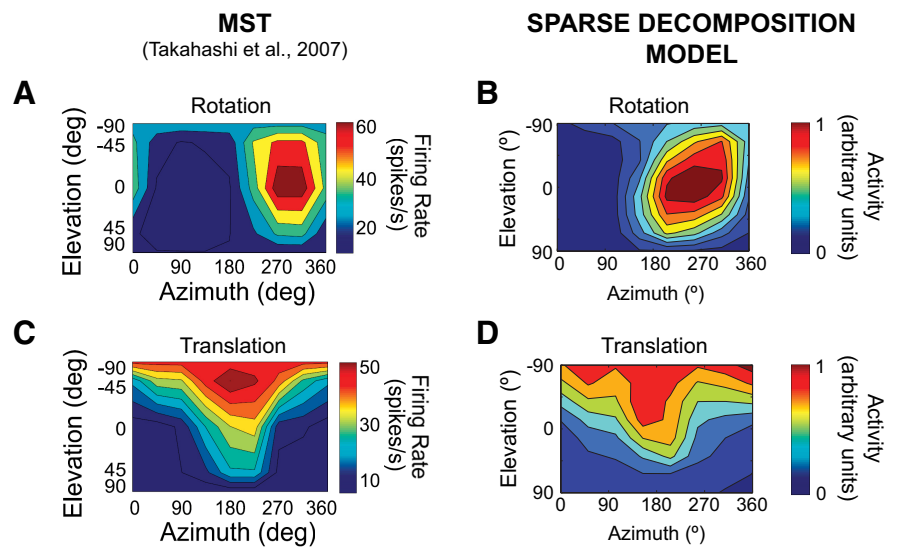 MST
(Takahashi et al., 2007)
SPARSE DECOMPOSITION
MODEL
A
Rotation
Elevation (deg)
-90
-45
0
45
90
0 90 180 270 360
Azimuth (deg)
60
40
20
Firing Rate
(spikes/s)
B
Rotation
Elevation (º)
-90
0
90
0 90 180 270 360
Azimuth (º)
1
0
Activity
(arbitrary units)
C
Translation
Elevation (deg)
-90
-45
0
45
90
0 90 180 270 360
Azimuth (deg)
50
30
10
Firing Rate
(spikes/s)
D
Translation
Elevation (º)
-90
0
90
0 90 180 270 360
Azimuth (º)
1
0
Activity
(arbitrary units)